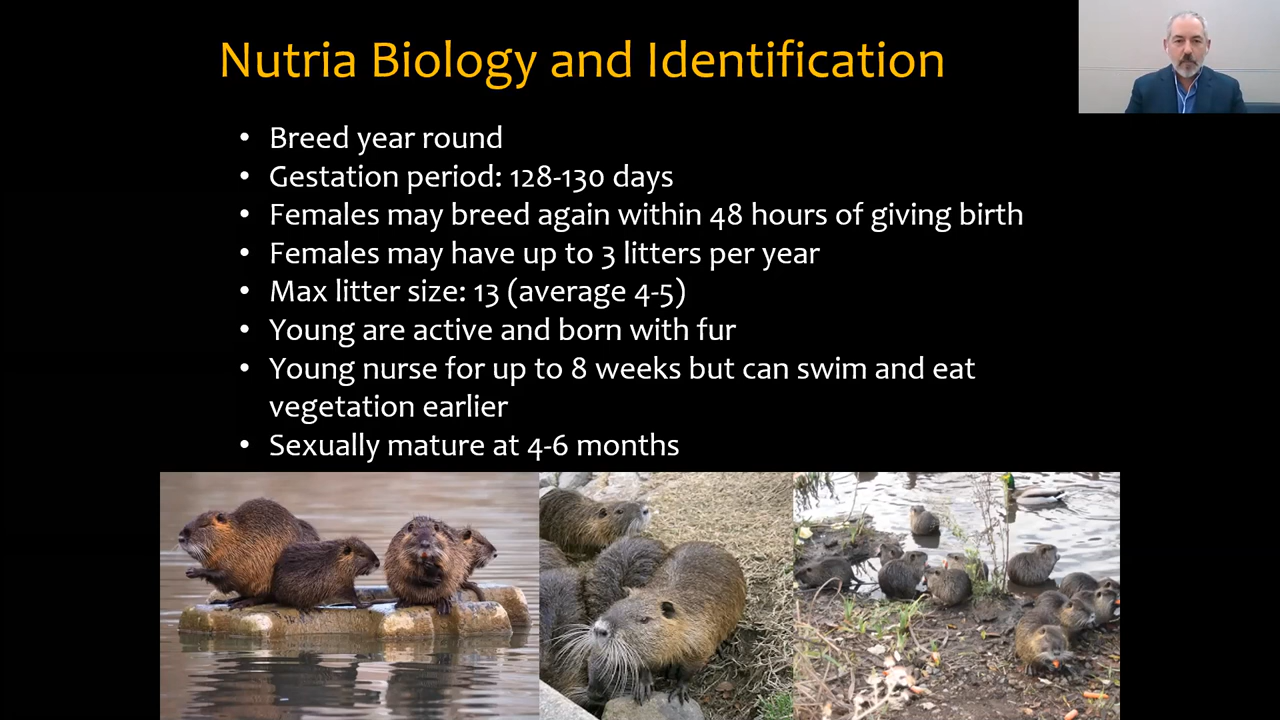 Nutria Biology and Identification
• Breed year round
• Gestation period: 128-130 days
• Females may breed again within 48 hours of giving birth
• Females may have up to 3 litters per year
• Max litter size: 13 (average 4-5)
• Young are active and born with fur
• Young nurse for up to 8 weeks but can swim and eat
vegetation earlier
• Sexually mature at 4-6 months